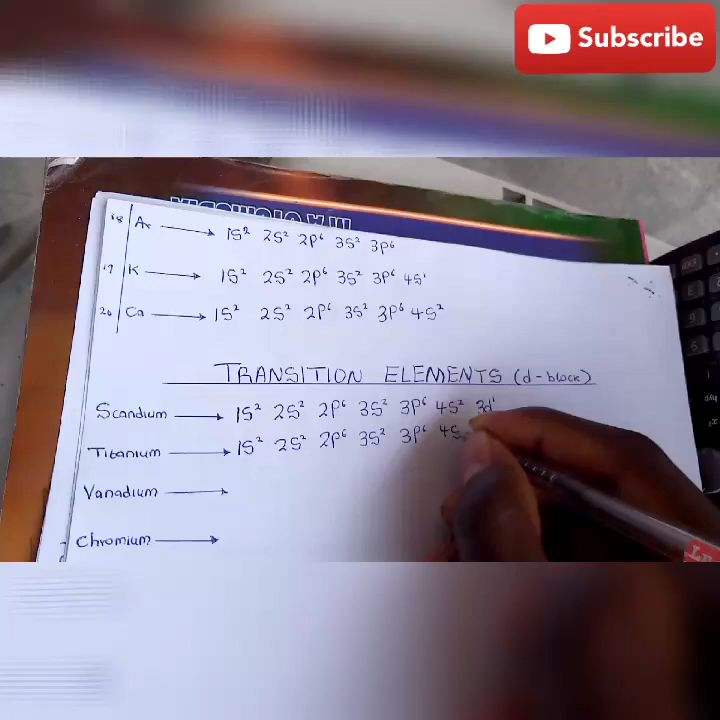 Subscribe
18 Ar → 1S² 2S² 2P⁶ 3S² 3P⁶
19 K → 1S² 2S² 2P⁶ 3S² 3P⁶ 4S¹
20 Ca → 1S² 2S² 2P⁶ 3S² 3P⁶ 4S²
TRANSITION ELEMENTS (d-block)
Scandium → 1S² 2S² 2P⁶ 3S² 3P⁶ 4S² 3d¹
Titanium → 1S² 2S² 2P⁶ 3S² 3P⁶ 4S
Vanadium →
Chromium →